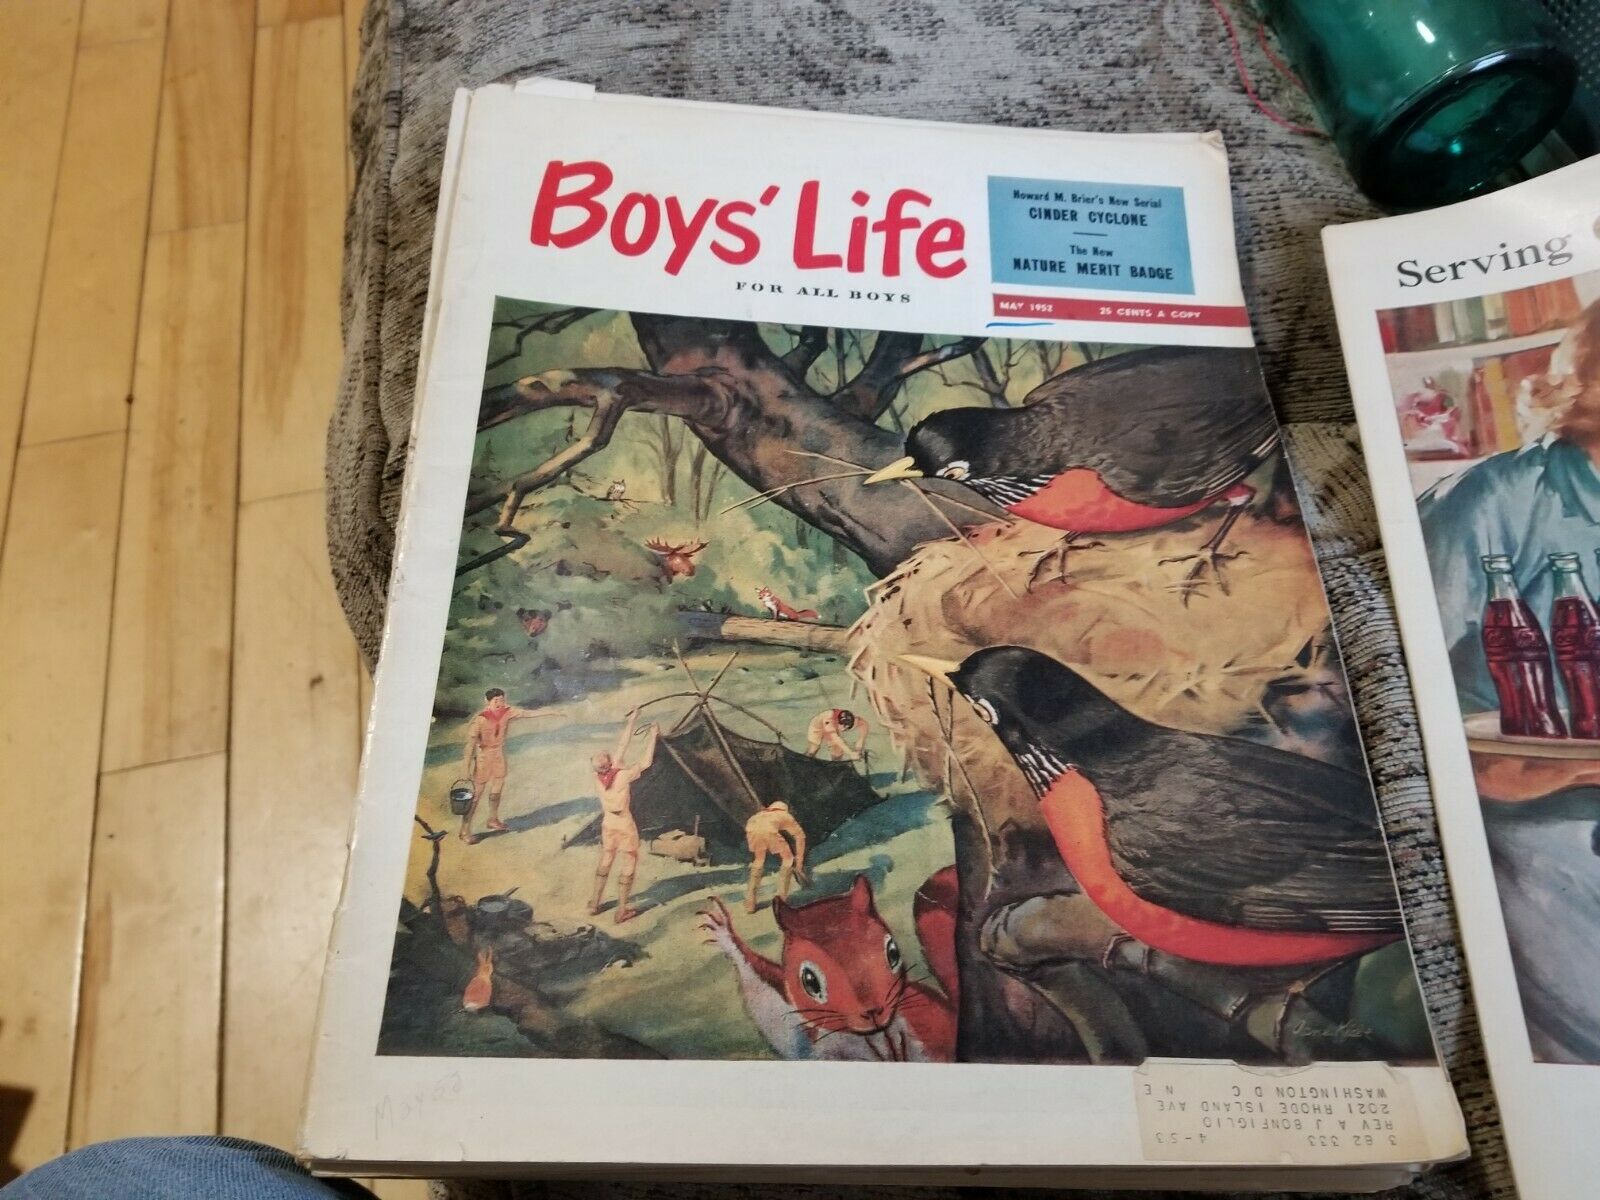 Boys' Life
FOR ALL BOYS
Howard M. Brier's New Serial
CINDER CYCLONE
The New
NATURE MERIT BADGE
MAY 1952
25 CENTS A COPY
Serving
May 52
3 82 333 4-53
REV A J BONFIGLIO
2021 RHODE ISLAND AVE
WASHINGTON D C N E